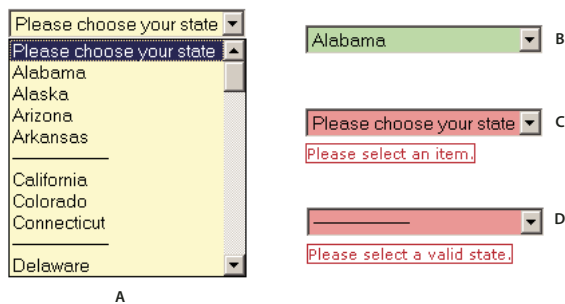 Please choose your state
Please choose your state
Alabama
Alaska
Arizona
Arkansas
California
Colorado
Connecticut
Delaware
A
Alabama
B
Please choose your state
C
Please select an item.
D
Please select a valid state.